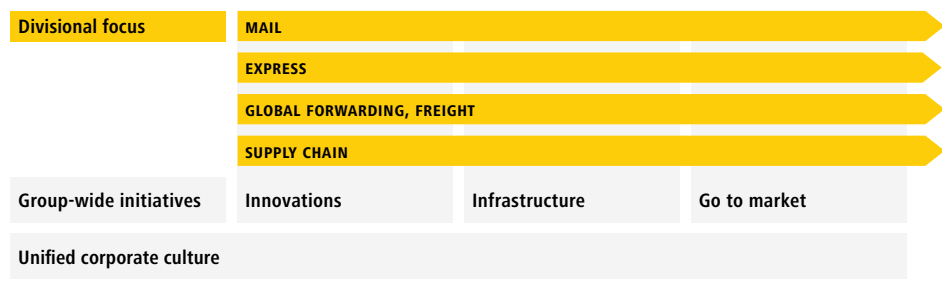 Divisional focus
MAIL
EXPRESS
GLOBAL FORWARDING, FREIGHT
SUPPLY CHAIN
Group-wide initiatives
Innovations
Infrastructure
Go to market
Unified corporate culture